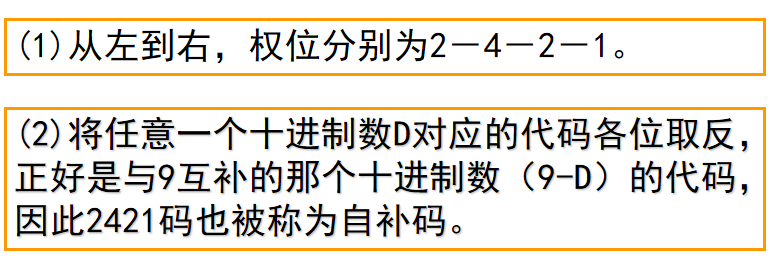 (1)从左到右，权位分别为2－4－2－1。
(2)将任意一个十进制数D对应的代码各位取反，
正好是与9互补的那个十进制数（9-D）的代码，
因此2421码也被称为自补码。